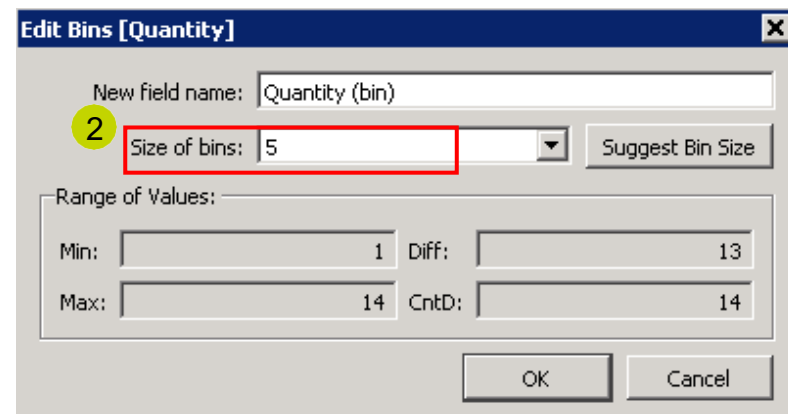 Edit Bins [Quantity]
New field name: Quantity (bin)
2
Size of bins: 5 Suggest Bin Size
Range of Values:
Min: 1 Diff: 13
Max: 14 CntD: 14
OK Cancel